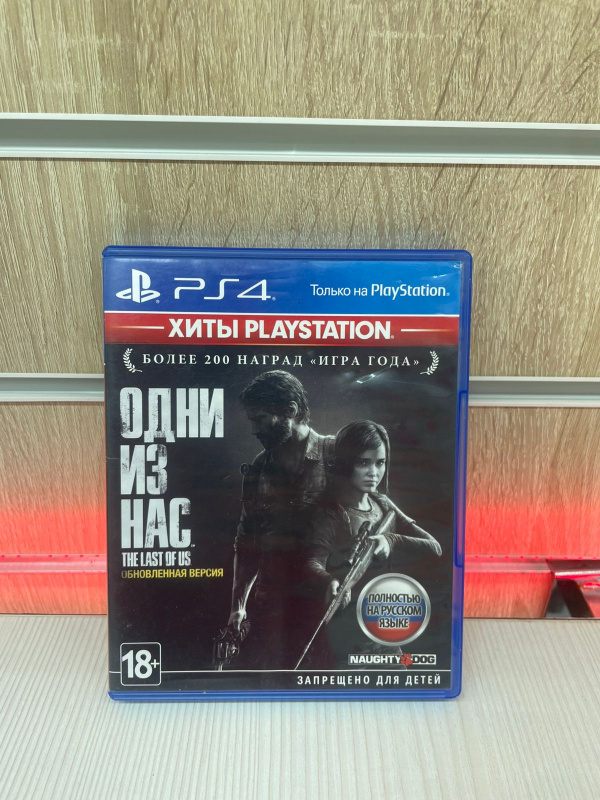 PS4
Только на PlayStation
ХИТЫ PLAYSTATION
БОЛЕЕ 200 НАГРАД «ИГРА ГОДА»
ОДНИ
ИЗ
НАС
THE LAST OF US
ОБНОВЛЕННАЯ ВЕРСИЯ
ПОЛНОСТЬЮ
НА РУССКОМ
ЯЗЫКЕ
NAUGHTY DOG
18+
ЗАПРЕЩЕНО ДЛЯ ДЕТЕЙ